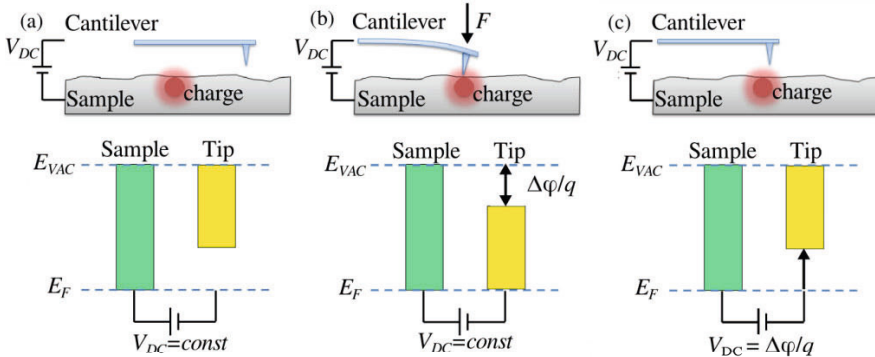 (a) Cantilever
V_DC
Sample
charge
Sample Tip
E_VAC
E_F
V_DC=const
(b) Cantilever F
V_DC
Sample
charge
Sample Tip
E_VAC
Δφ/q
E_F
V_DC=const
(c) Cantilever
V_DC
Sample
charge
Sample Tip
E_VAC
E_F
V_DC = Δφ/q